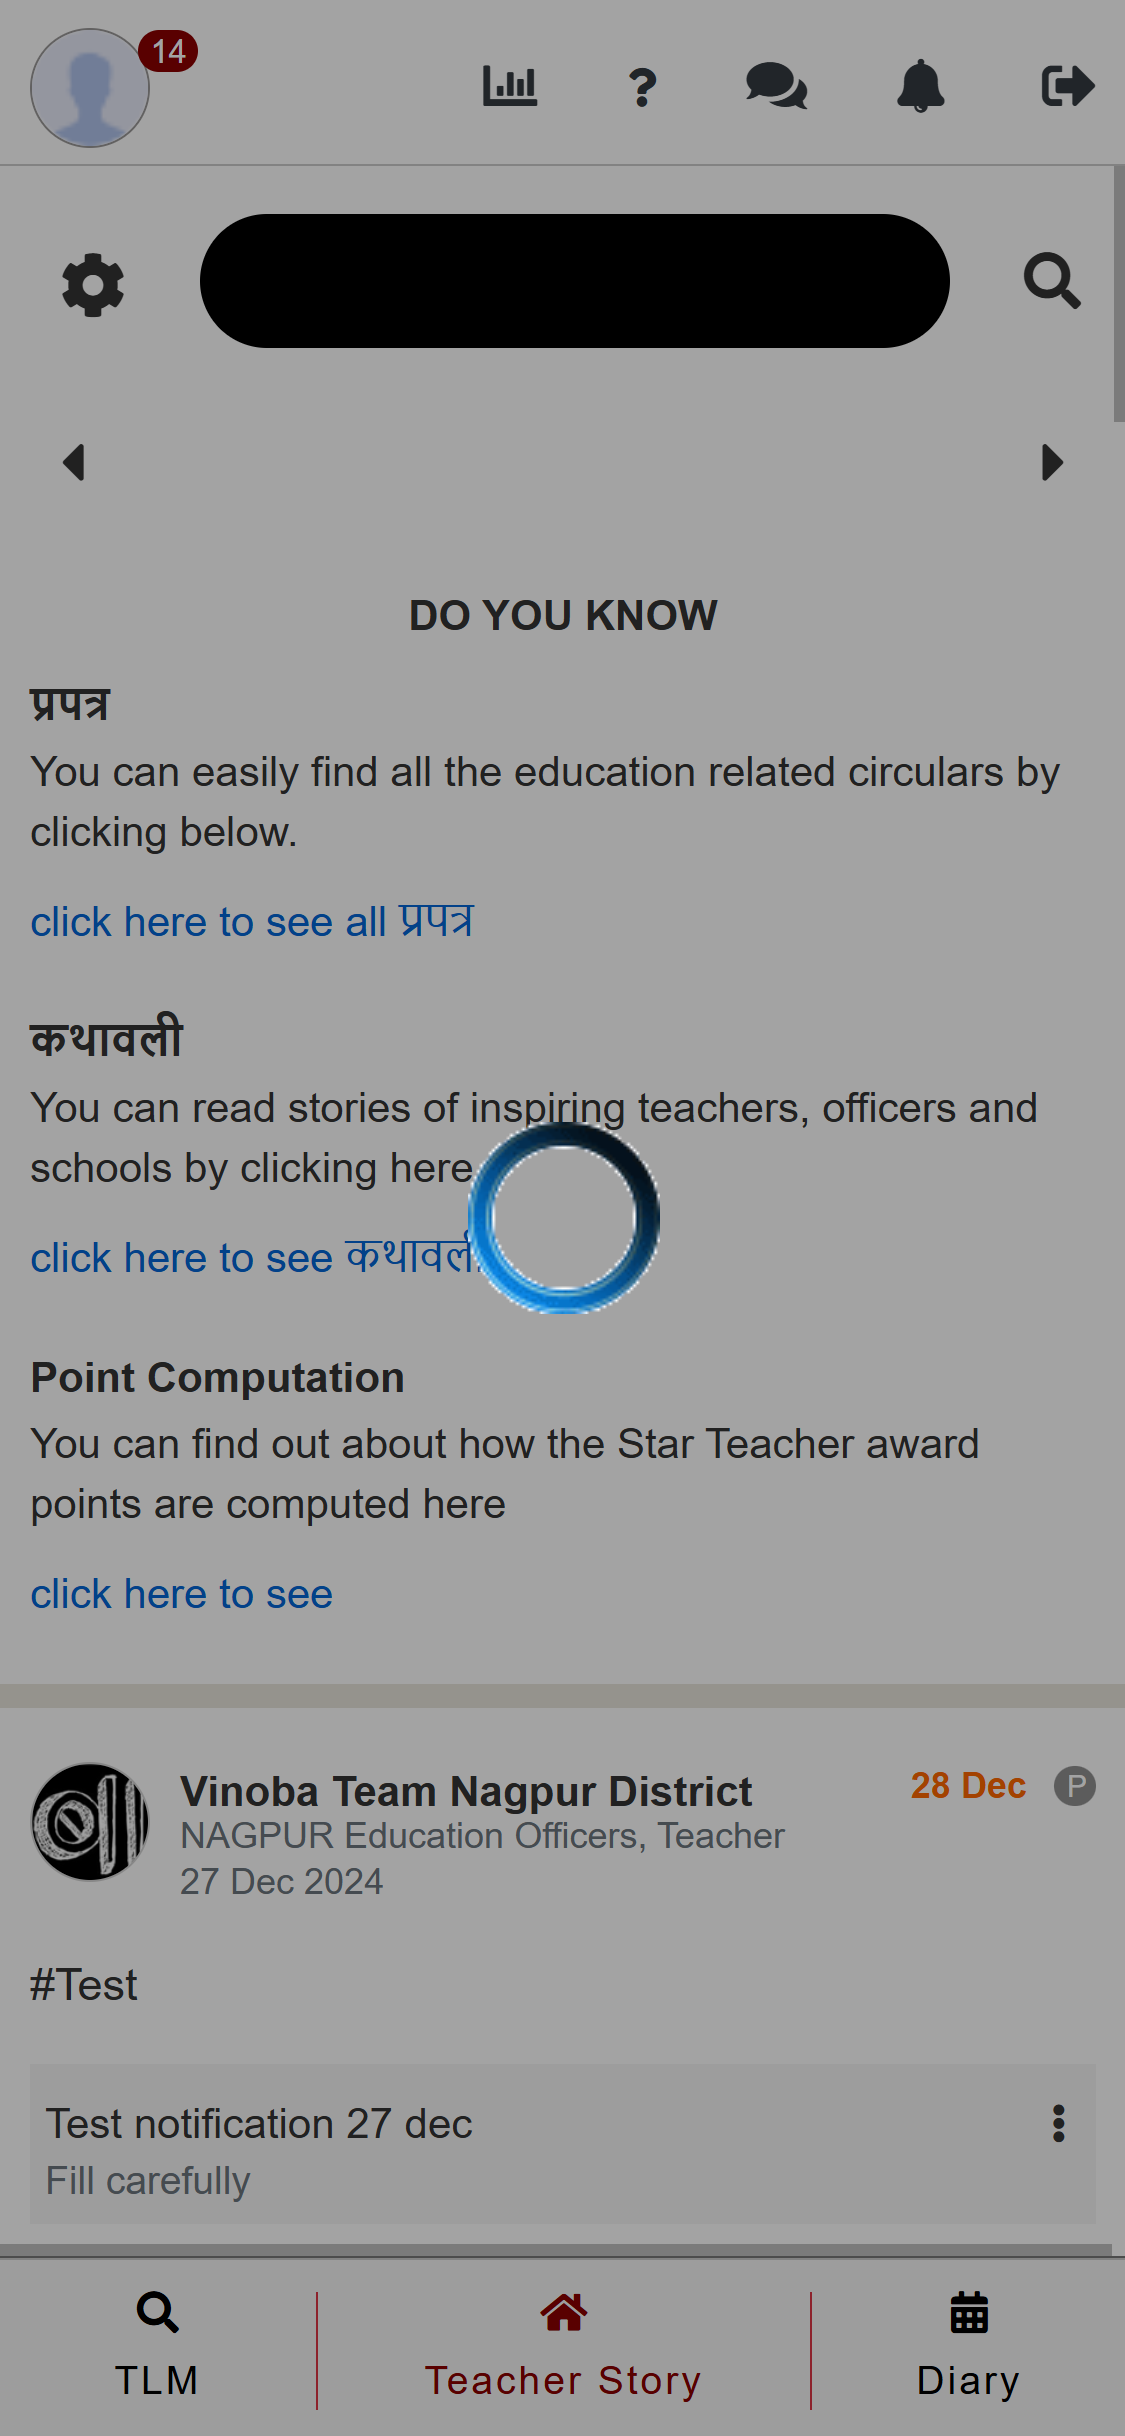 14
DO YOU KNOW
प्रपत्र
You can easily find all the education related circulars by
clicking below.
click here to see all प्रपत्र
कथावली
You can read stories of inspiring teachers, officers and
schools by clicking here
click here to see कथावली
Point Computation
You can find out about how the Star Teacher award
points are computed here
click here to see
Vinoba Team Nagpur District
28 Dec P
NAGPUR Education Officers, Teacher
27 Dec 2024
#Test
Test notification 27 dec
Fill carefully
TLM
Teacher Story
Diary